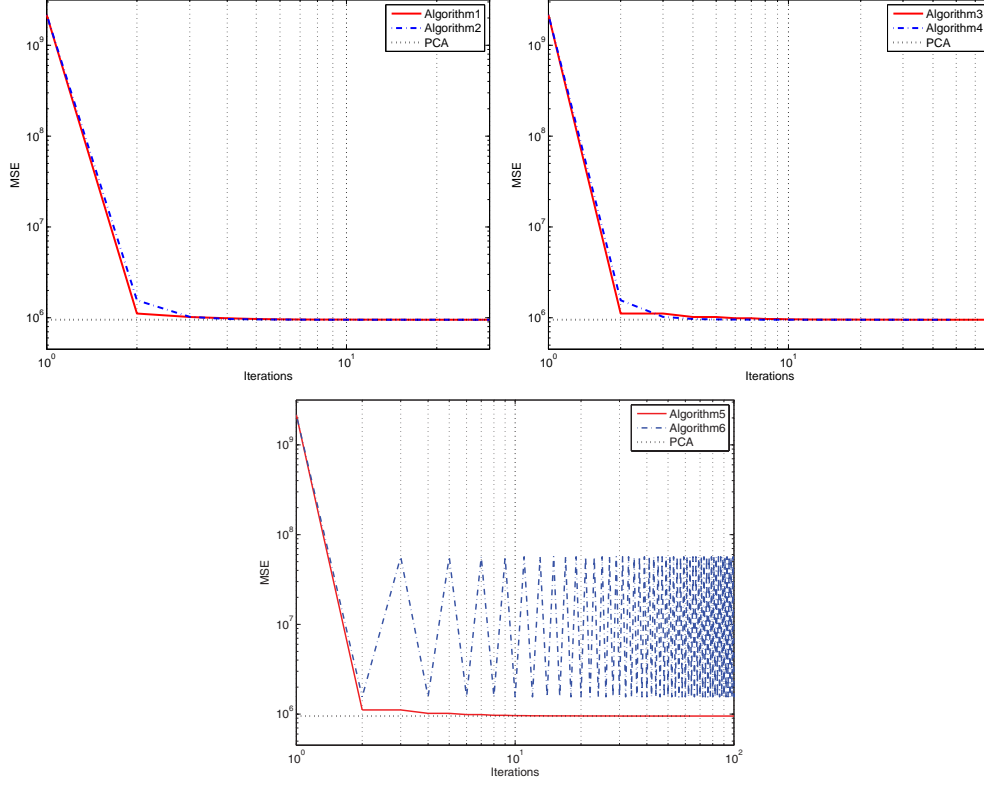 Algorithm1
Algorithm2
PCA
10^9
10^8
10^7
10^6
MSE
10^0
10^1
Iterations
Algorithm3
Algorithm4
PCA
10^9
10^8
10^7
10^6
MSE
10^0
10^1
Iterations
Algorithm5
Algorithm6
PCA
10^9
10^8
10^7
10^6
MSE
10^0
10^1
10^2
Iterations